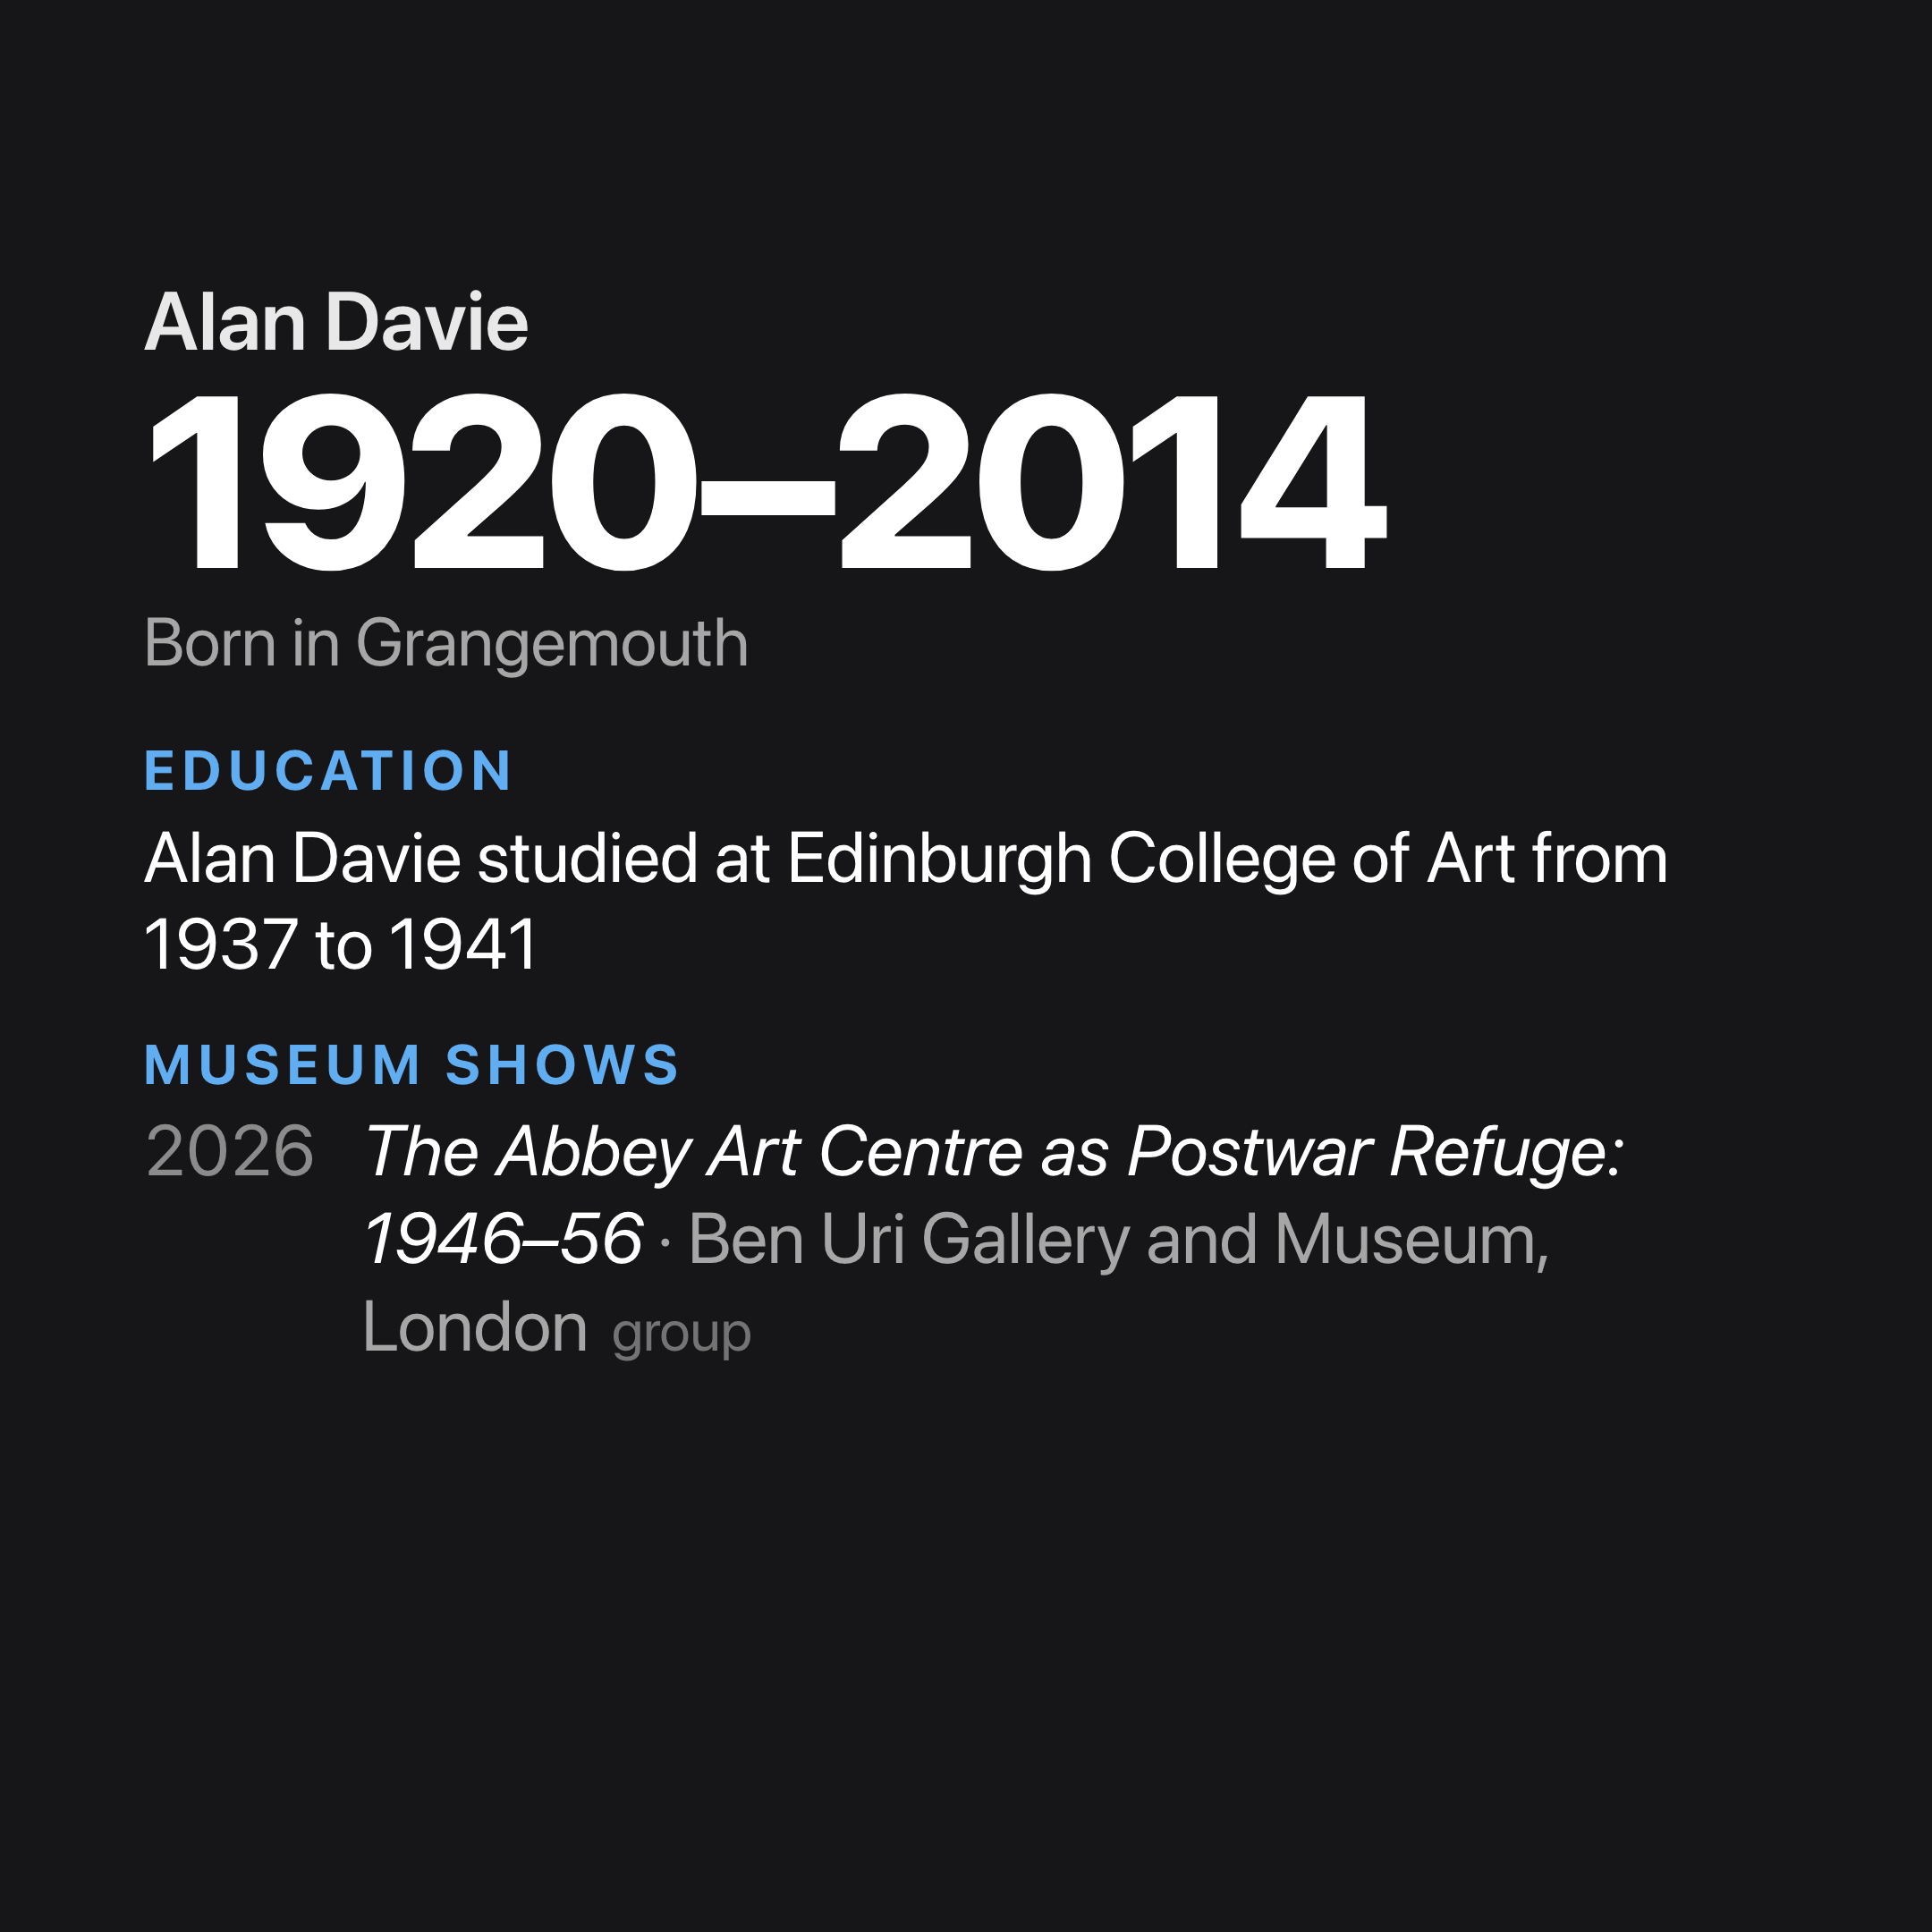 Alan Davie
1920–2014
Born in Grangemouth
EDUCATION
Alan Davie studied at Edinburgh College of Art from
1937 to 1941
MUSEUM SHOWS
2026 The Abbey Art Centre as Postwar Refuge:
1946–56 · Ben Uri Gallery and Museum,
London group